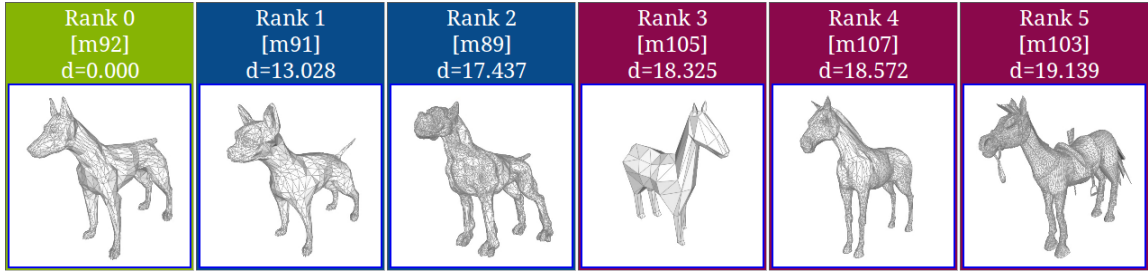 Rank 0
[m92]
d=0.000
Rank 1
[m91]
d=13.028
Rank 2
[m89]
d=17.437
Rank 3
[m105]
d=18.325
Rank 4
[m107]
d=18.572
Rank 5
[m103]
d=19.139